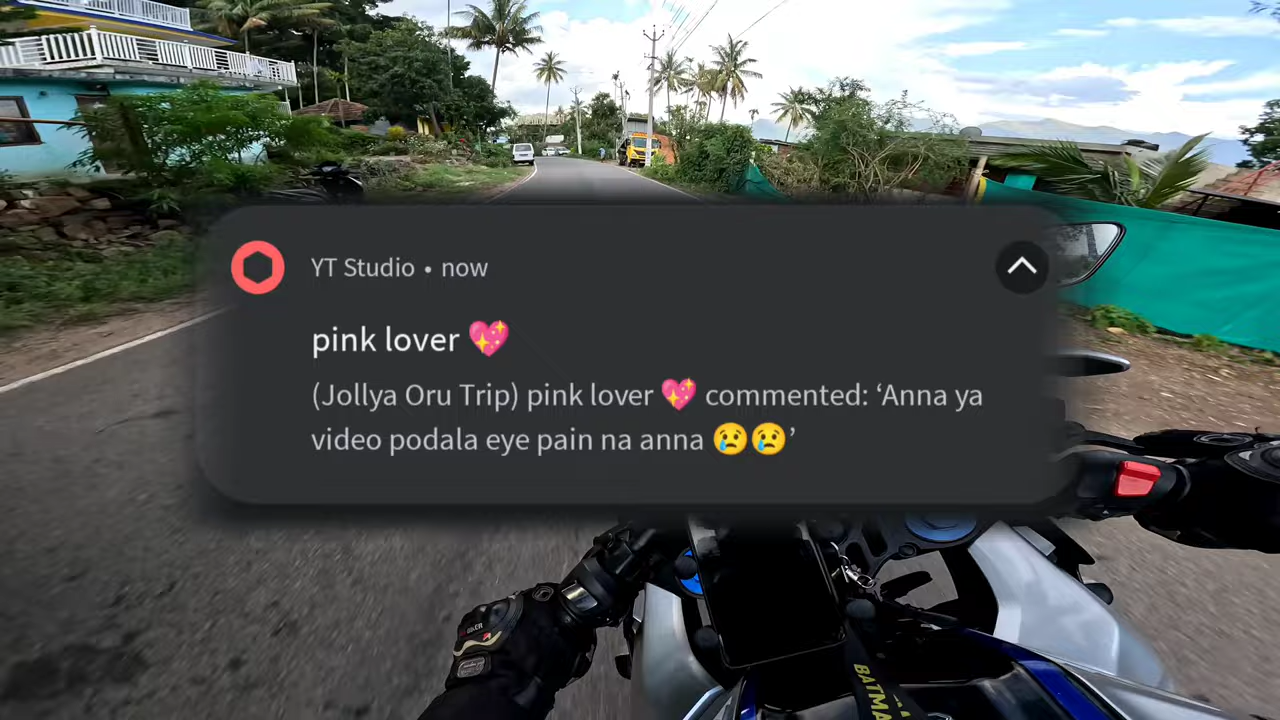 YT Studio • now
pink lover 💖
(Jollya Oru Trip) pink lover 💖 commented: ‘Anna ya
video podala eye pain na anna 😢😢’
BATMA